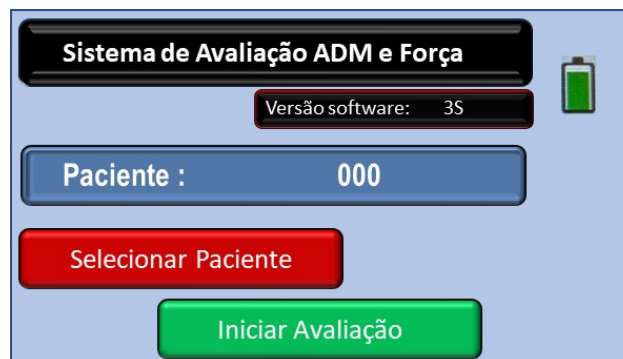 Sistema de Avaliação ADM e Força
Versão software: 3S
Paciente : 000
Selecionar Paciente
Iniciar Avaliação